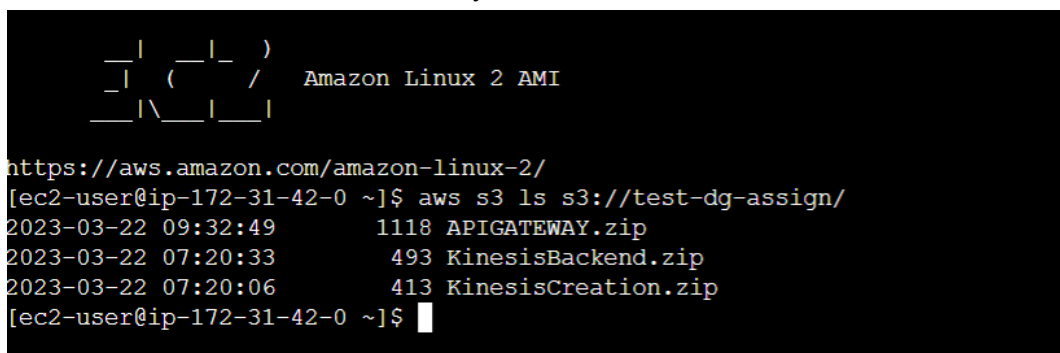 __|  __|_  )
_|  (     /   Amazon Linux 2 AMI
___|\___|___|
https://aws.amazon.com/amazon-linux-2/
[ec2-user@ip-172-31-42-0 ~]$ aws s3 ls s3://test-dg-assign/
2023-03-22 09:32:49       1118 APIGATEWAY.zip
2023-03-22 07:20:33        493 KinesisBackend.zip
2023-03-22 07:20:06        413 KinesisCreation.zip
[ec2-user@ip-172-31-42-0 ~]$